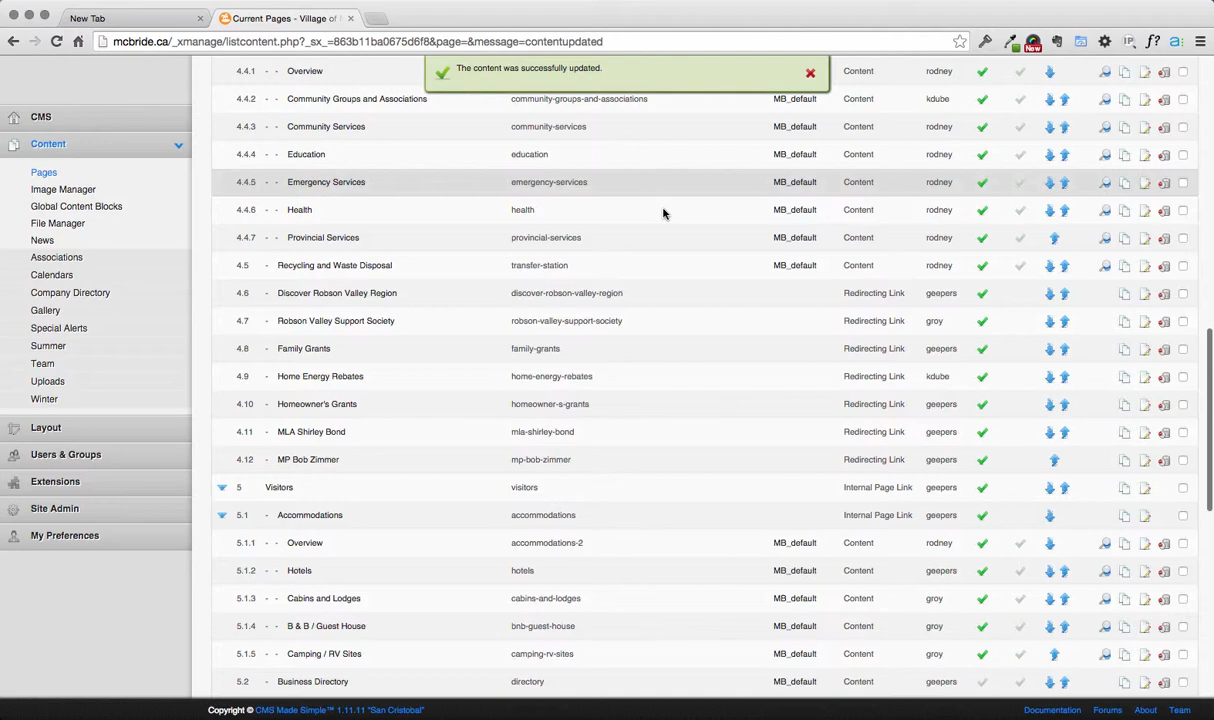 New Tab
Current Pages - Village of
mcbride.ca/_xmanage/listcontent.php?_sx_=863b11ba0675d6f8&page=&message=contentupdated
New
IP
f?
a:
The content was successfully updated.
CMS
Content
Pages
Image Manager
Global Content Blocks
File Manager
News
Associations
Calendars
Company Directory
Gallery
Special Alerts
Summer
Team
Uploads
Winter
Layout
Users & Groups
Extensions
Site Admin
My Preferences
4.4.1 - - Overview Content rodney
4.4.2 - - Community Groups and Associations community-groups-and-associations MB_default Content kdube
4.4.3 - - Community Services community-services MB_default Content rodney
4.4.4 - - Education education MB_default Content rodney
4.4.5 - - Emergency Services emergency-services MB_default Content rodney
4.4.6 - - Health health MB_default Content rodney
4.4.7 - - Provincial Services provincial-services MB_default Content rodney
4.5 - Recycling and Waste Disposal transfer-station MB_default Content rodney
4.6 - Discover Robson Valley Region discover-robson-valley-region Redirecting Link geepers
4.7 - Robson Valley Support Society robson-valley-support-society Redirecting Link groy
4.8 - Family Grants family-grants Redirecting Link geepers
4.9 - Home Energy Rebates home-energy-rebates Redirecting Link kdube
4.10 - Homeowner's Grants homeowner-s-grants Redirecting Link geepers
4.11 - MLA Shirley Bond mla-shirley-bond Redirecting Link geepers
4.12 - MP Bob Zimmer mp-bob-zimmer Redirecting Link geepers
5 Visitors visitors Internal Page Link geepers
5.1 - Accommodations accommodations Internal Page Link geepers
5.1.1 - - Overview accommodations-2 MB_default Content rodney
5.1.2 - - Hotels hotels MB_default Content geepers
5.1.3 - - Cabins and Lodges cabins-and-lodges MB_default Content groy
5.1.4 - - B & B / Guest House bnb-guest-house MB_default Content groy
5.1.5 - - Camping / RV Sites camping-rv-sites MB_default Content groy
5.2 - Business Directory directory MB_default Content geepers
Copyright © CMS Made Simple™ 1.11.11 "San Cristobal"
Documentation Forums About Team